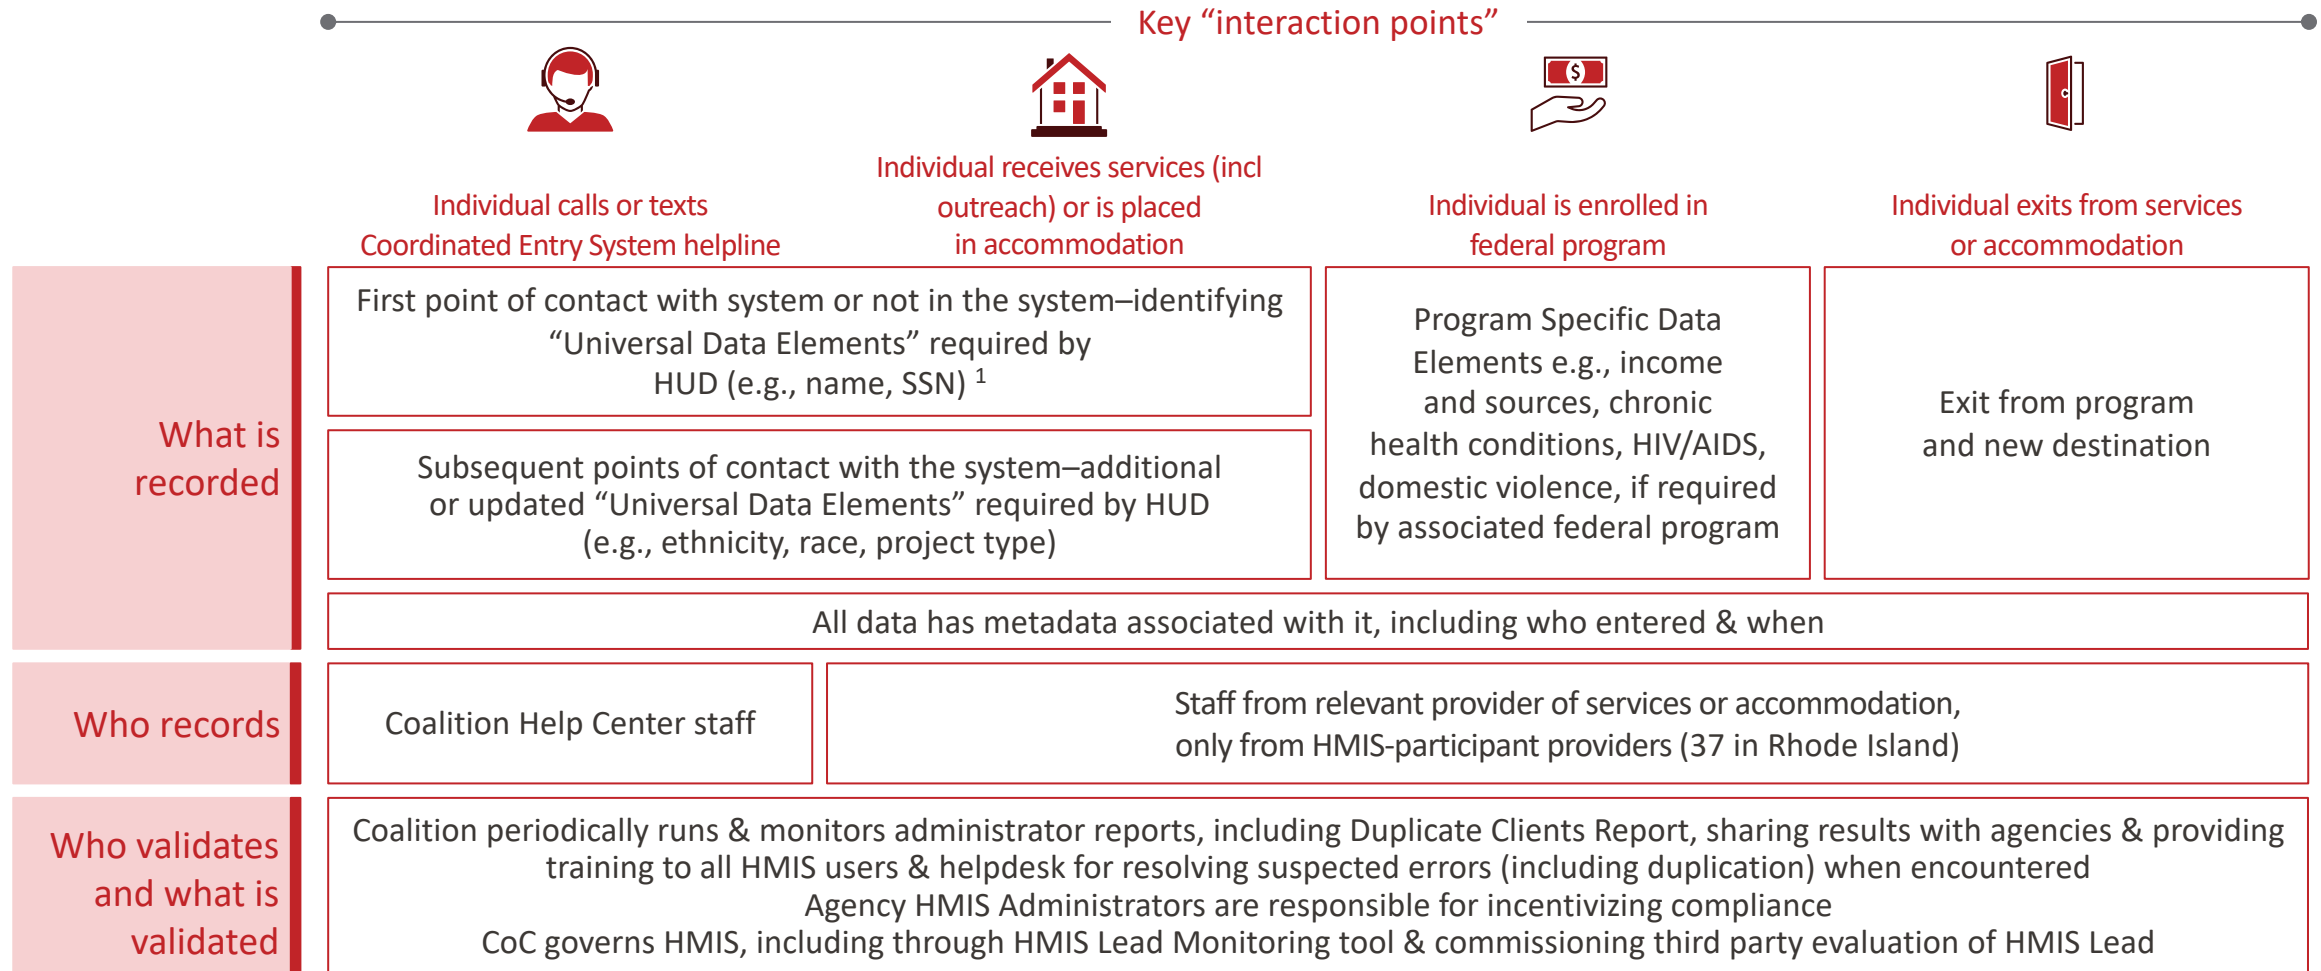 Key “interaction points”
Individual calls or texts
Coordinated Entry System helpline
Individual receives services (incl
outreach) or is placed
in accommodation
Individual is enrolled in
federal program
Individual exits from services
or accommodation
What is
recorded
First point of contact with system or not in the system–identifying
“Universal Data Elements” required by
HUD (e.g., name, SSN) 1
Subsequent points of contact with the system–additional
or updated “Universal Data Elements” required by HUD
(e.g., ethnicity, race, project type)
Program Specific Data
Elements e.g., income
and sources, chronic
health conditions, HIV/AIDS,
domestic violence, if required
by associated federal program
Exit from program
and new destination
All data has metadata associated with it, including who entered & when
Who records
Coalition Help Center staff
Staff from relevant provider of services or accommodation,
only from HMIS-participant providers (37 in Rhode Island)
Who validates
and what is
validated
Coalition periodically runs & monitors administrator reports, including Duplicate Clients Report, sharing results with agencies & providing
training to all HMIS users & helpdesk for resolving suspected errors (including duplication) when encountered
Agency HMIS Administrators are responsible for incentivizing compliance
CoC governs HMIS, including through HMIS Lead Monitoring tool & commissioning third party evaluation of HMIS Lead